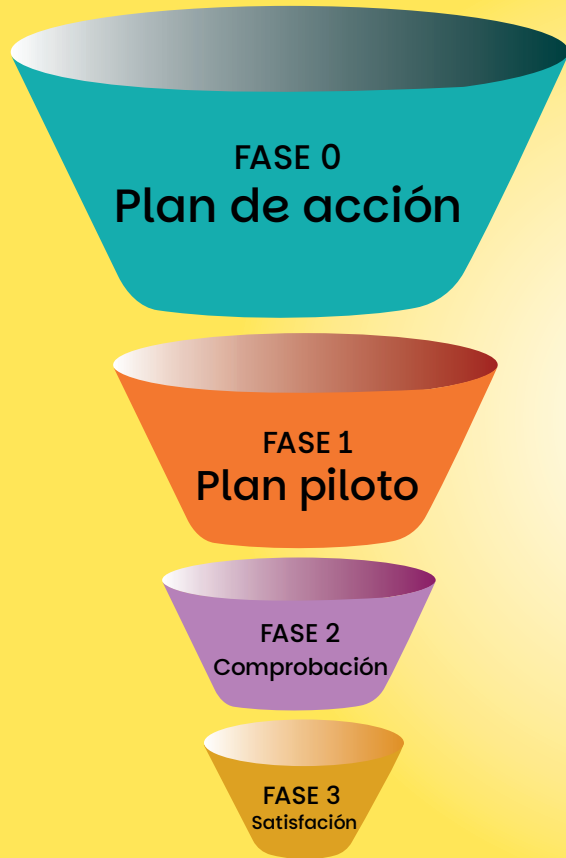 FASE 0
Plan de acción
FASE 1
Plan piloto
FASE 2
Comprobación
FASE 3
Satisfación